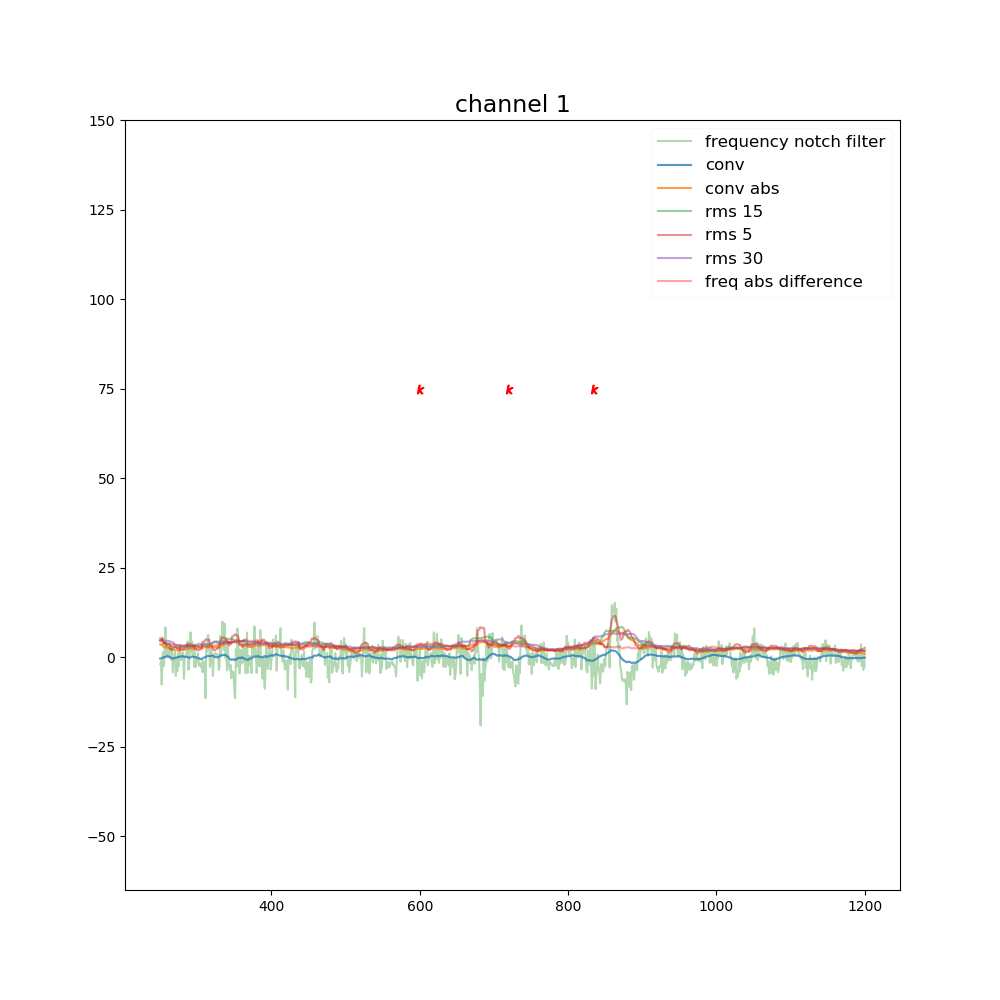 channel 1
150
125
100
75
50
25
0
−25
−50
frequency notch filter
conv
conv abs
rms 15
rms 5
rms 30
freq abs difference
k k k
400 600 800 1000 1200